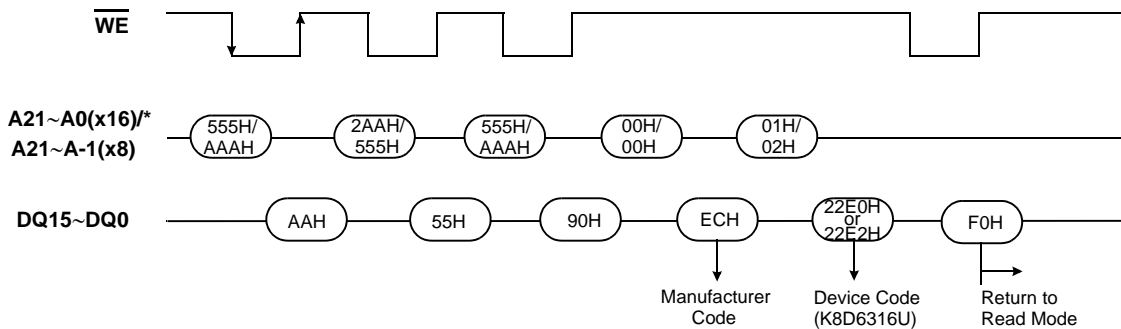 WE
A21~A0(x16)/*
A21~A-1(x8)
555H/
AAAH
2AAH/
555H
555H/
AAAH
00H/
00H
01H/
02H
DQ15~DQ0
AAH
55H
90H
ECH
22E0H
or
22E2H
F0H
Manufacturer
Code
Device Code
(K8D6316U)
Return to
Read Mode